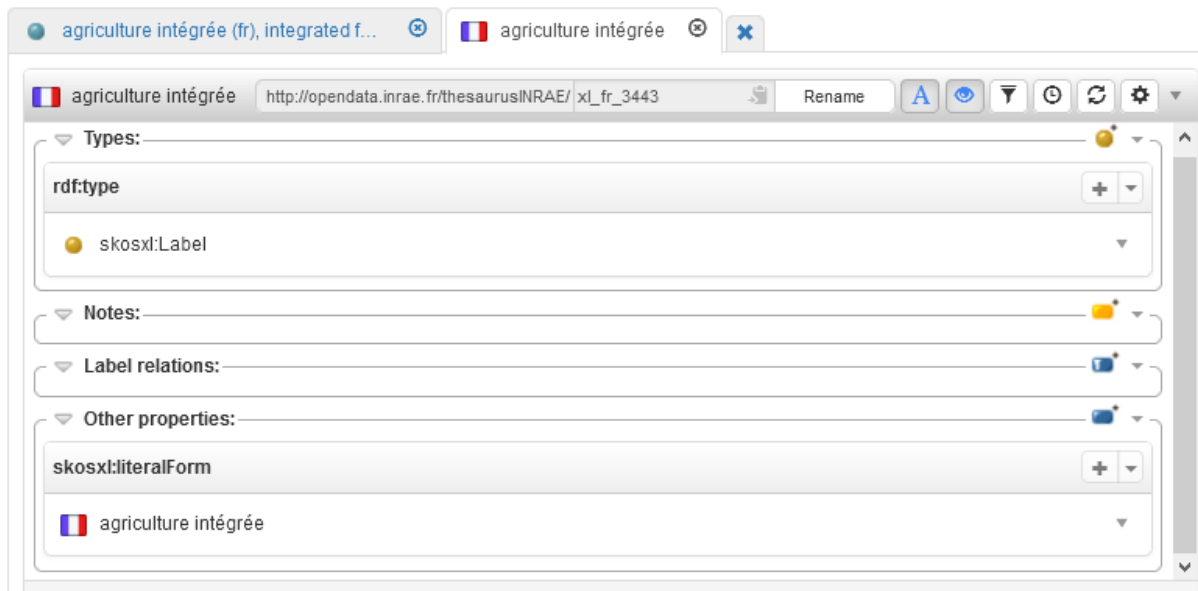 agriculture intégrée (fr), integrated f...
agriculture intégrée
agriculture intégrée http://opendata.inrae.fr/thesaurusINRAE/ xl_fr_3443 Rename A
Types:
rdf:type
skosxl:Label
Notes:
Label relations:
Other properties:
skosxl:literalForm
agriculture intégrée